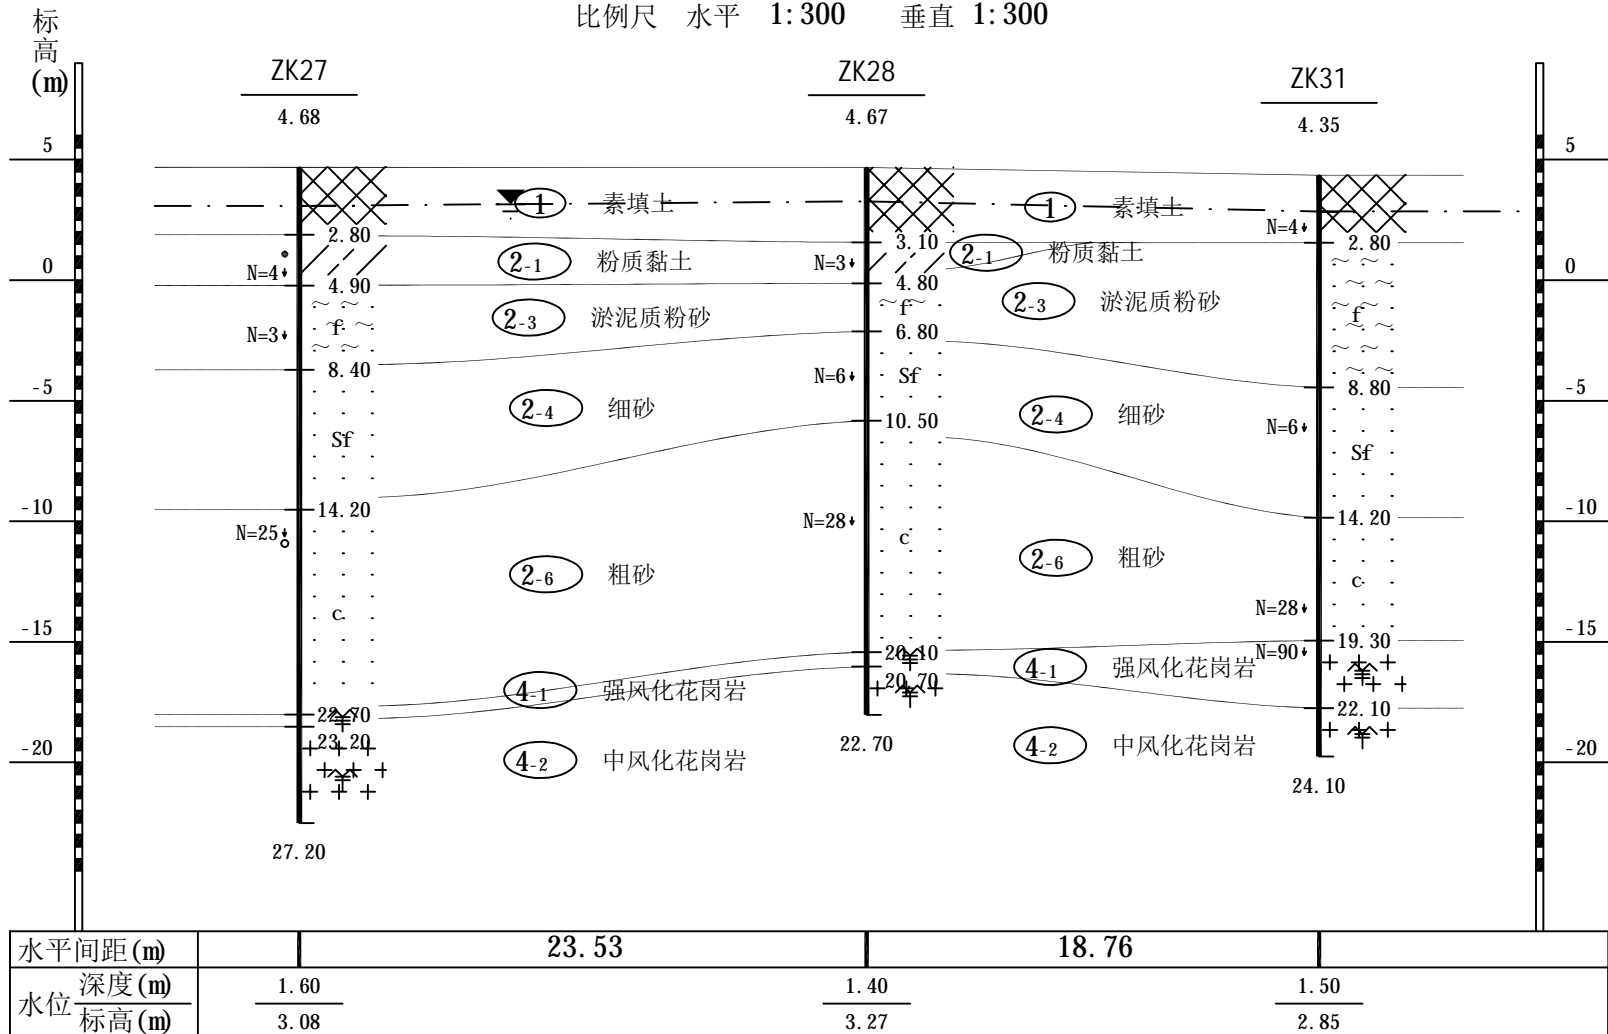 比例尺 水平 1:300 垂直 1:300
标
高
(m)
ZK27
4.68
ZK28
4.67
ZK31
4.35
5
5
1 素填土
1 素填土
N=4
2.80
3.10
2.80
2-1 粉质黏土
2-1 粉质黏土
0
N=4
N=3
0
4.90
4.80
2-3 淤泥质粉砂
2-3 淤泥质粉砂
f
f
f
N=3
6.80
8.40
Sf
N=6
8.80
-5
-5
2-4 细砂
2-4 细砂
10.50
N=6
Sf
Sf
-10
14.20
14.20
-10
N=25
N=28
c
2-6 粗砂
2-6 粗砂
c
c
N=28
-15
19.30
-15
20.10
N=90
4-1 强风化花岗岩
4-1 强风化花岗岩
20.70
22.70
22.10
23.20
-20
22.70
4-2 中风化花岗岩
4-2 中风化花岗岩
-20
24.10
27.20
水平间距(m) 23.53 18.76
水位 深度(m) 1.60 1.40 1.50
标高(m) 3.08 3.27 2.85